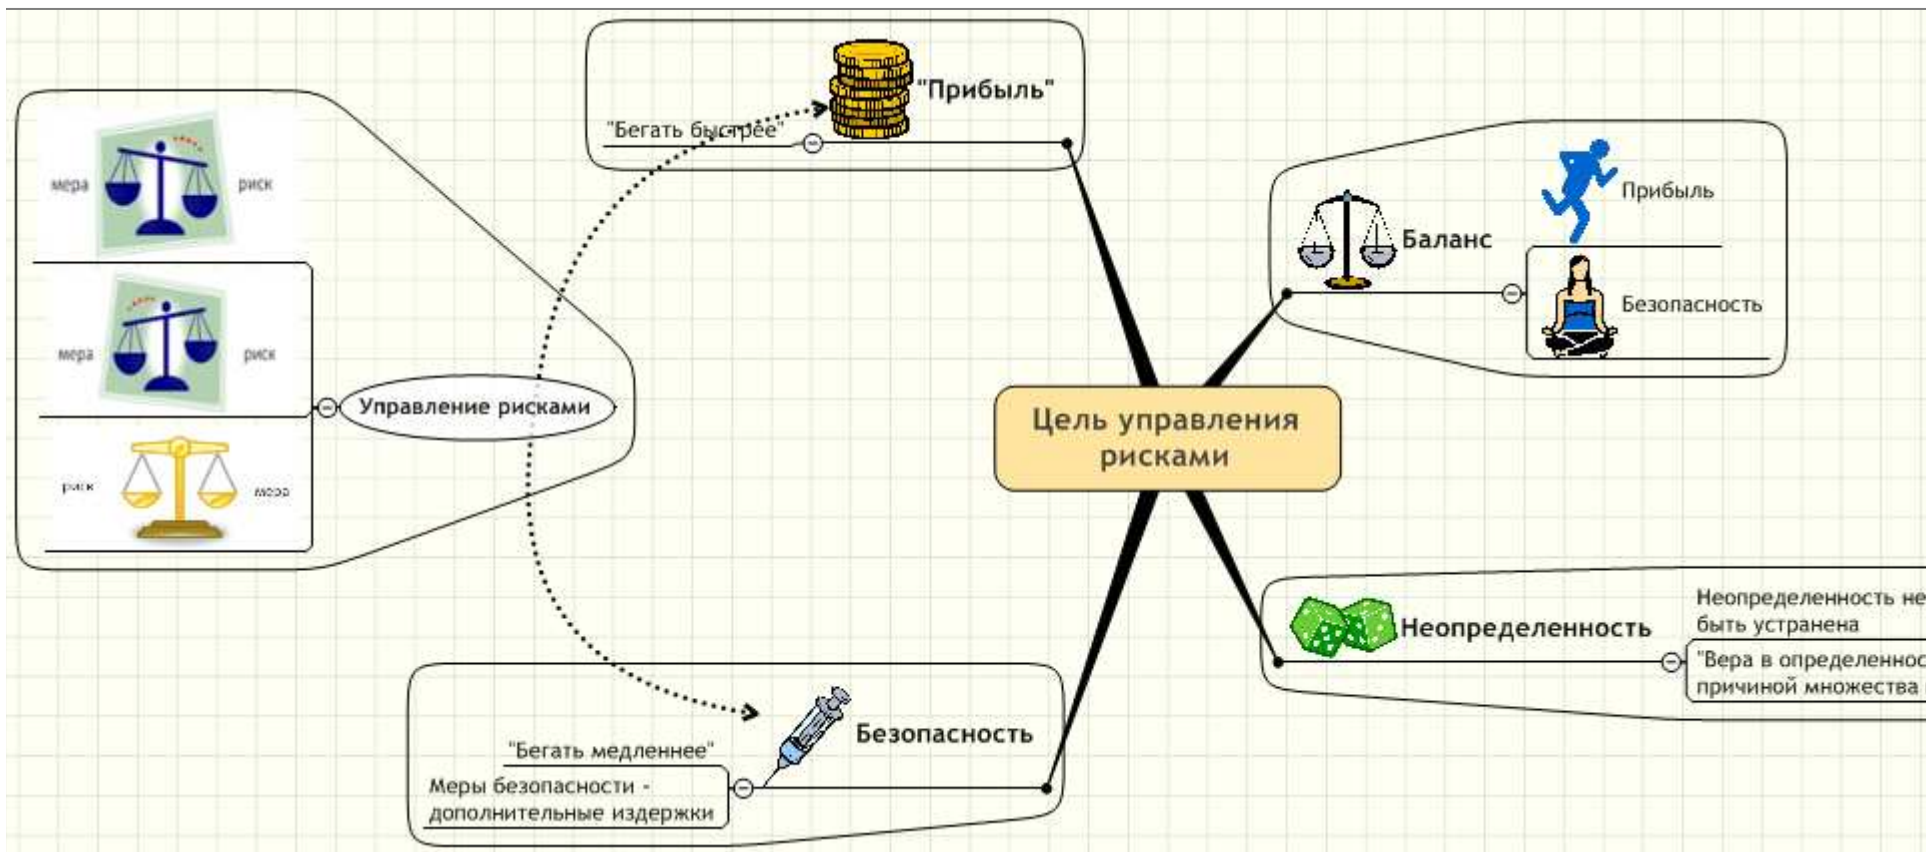 "Прибыль"
"Бегать быстрее"
мера
риск
мера
риск
риск
мера
Управление рисками
Баланс
Прибыль
Безопасность
Цель управления
рисками
Неопределенность
Неопределенность не
быть устранена
"Вера в
причиной множества
Безопасность
"Бегать медленнее"
Меры безопасности -
дополнительные издержки